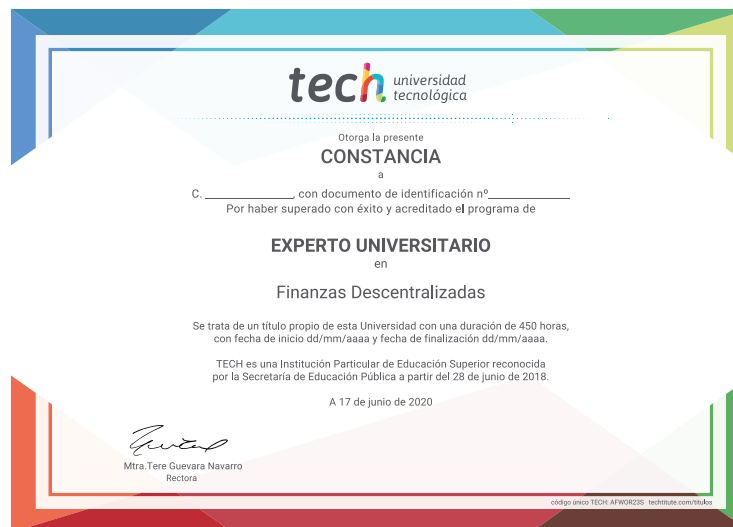 tech universidad
tecnológica
Otorga la presente
CONSTANCIA
a
C. ______________, con documento de identificación nº_____________
Por haber superado con éxito y acreditado el programa de
EXPERTO UNIVERSITARIO
en
Finanzas Descentralizadas
Se trata de un título propio de esta Universidad con una duración de 450 horas,
con fecha de inicio dd/mm/aaaa y fecha de finalización dd/mm/aaaa.
TECH es una Institución Particular de Educación Superior reconocida
por la Secretaría de Educación Pública a partir del 28 de junio de 2018.
A 17 de junio de 2020
Mtra.Tere Guevara Navarro
Rectora
código único TECH: AFWOR23S techtitute.com/titulos